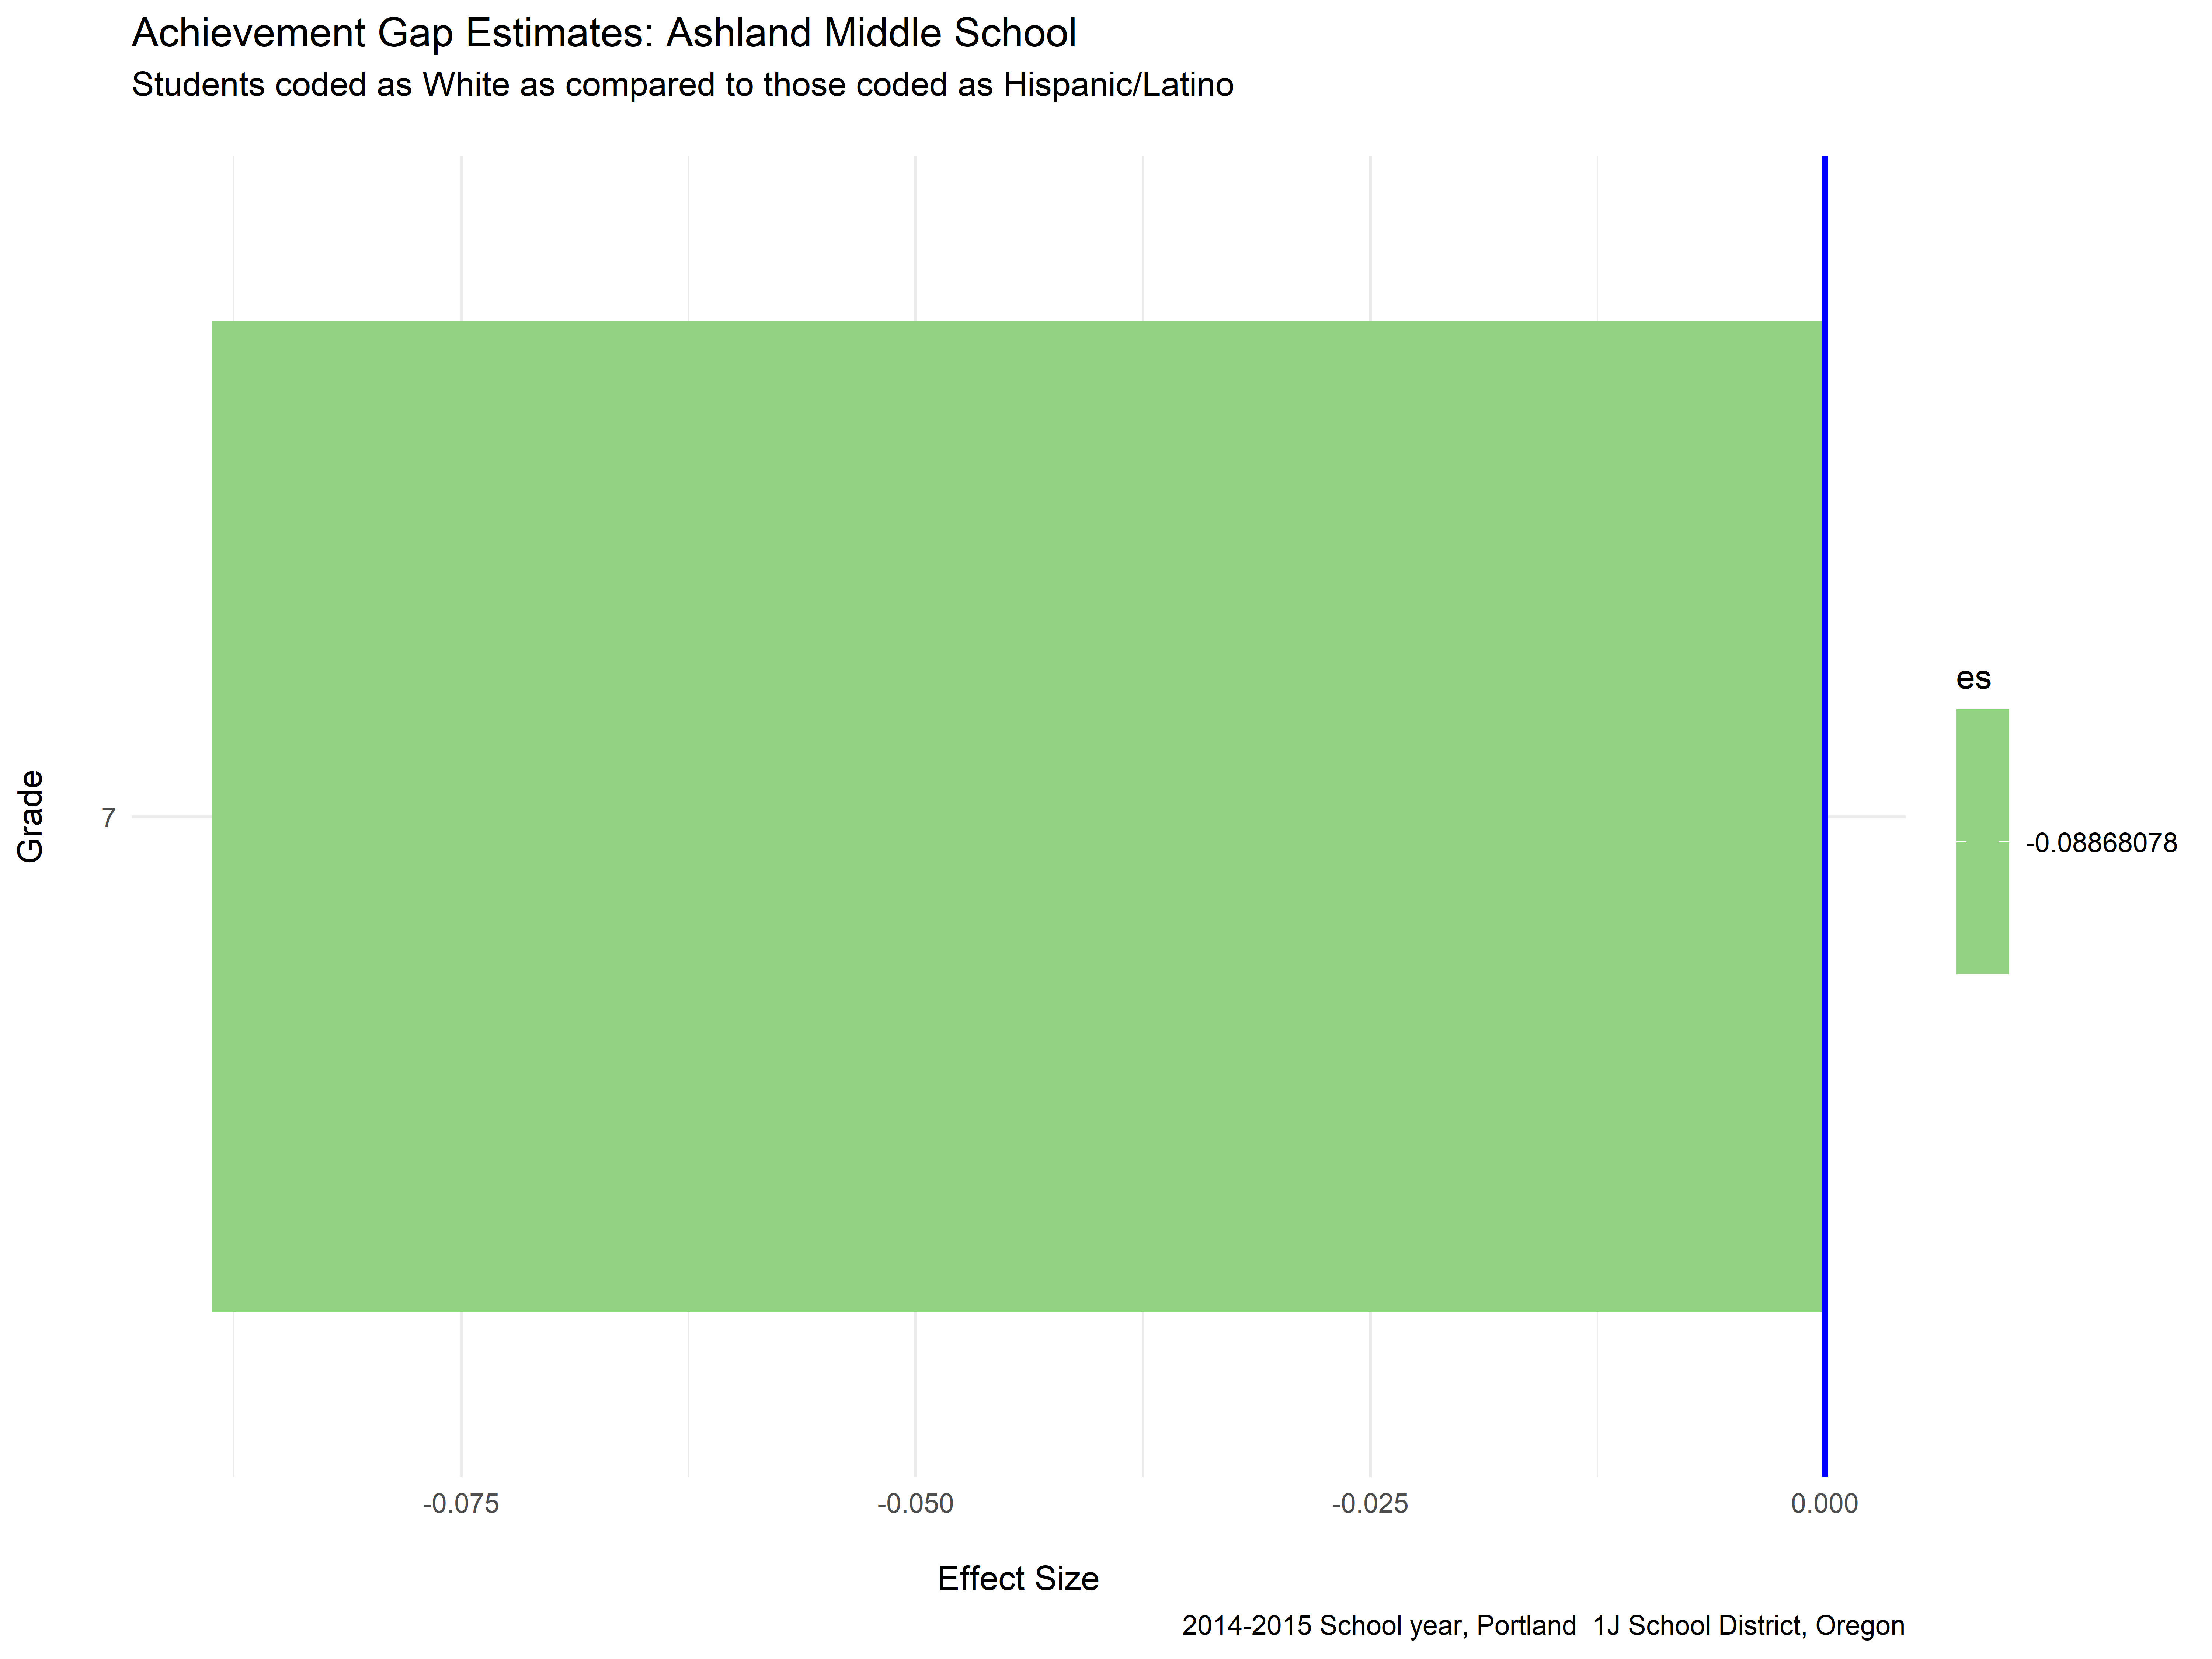 Achievement Gap Estimates: Ashland Middle School
Students coded as White as compared to those coded as Hispanic/Latino
Grade
7
es
-0.08868078
-0.075
-0.050
-0.025
0.000
Effect Size
2014-2015 School year, Portland  1J School District, Oregon